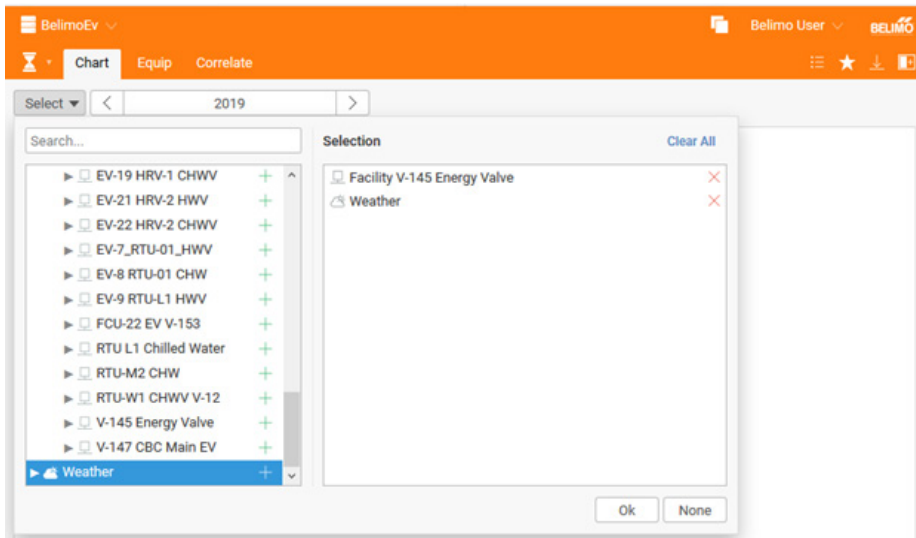 BelimoEv
Belimo User
BELIMO
Chart
Equip
Correlate
Select
2019
Search...
EV-19 HRV-1 CHWV
EV-21 HRV-2 HWV
EV-22 HRV-2 CHWV
EV-7_RTU-01_HWV
EV-8 RTU-01 CHW
EV-9 RTU-L1 HWV
FCU-22 EV V-153
RTU L1 Chilled Water
RTU-M2 CHW
RTU-W1 CHWV V-12
V-145 Energy Valve
V-147 CBC Main EV
Weather
Selection
Clear All
Facility V-145 Energy Valve
Weather
Ok
None